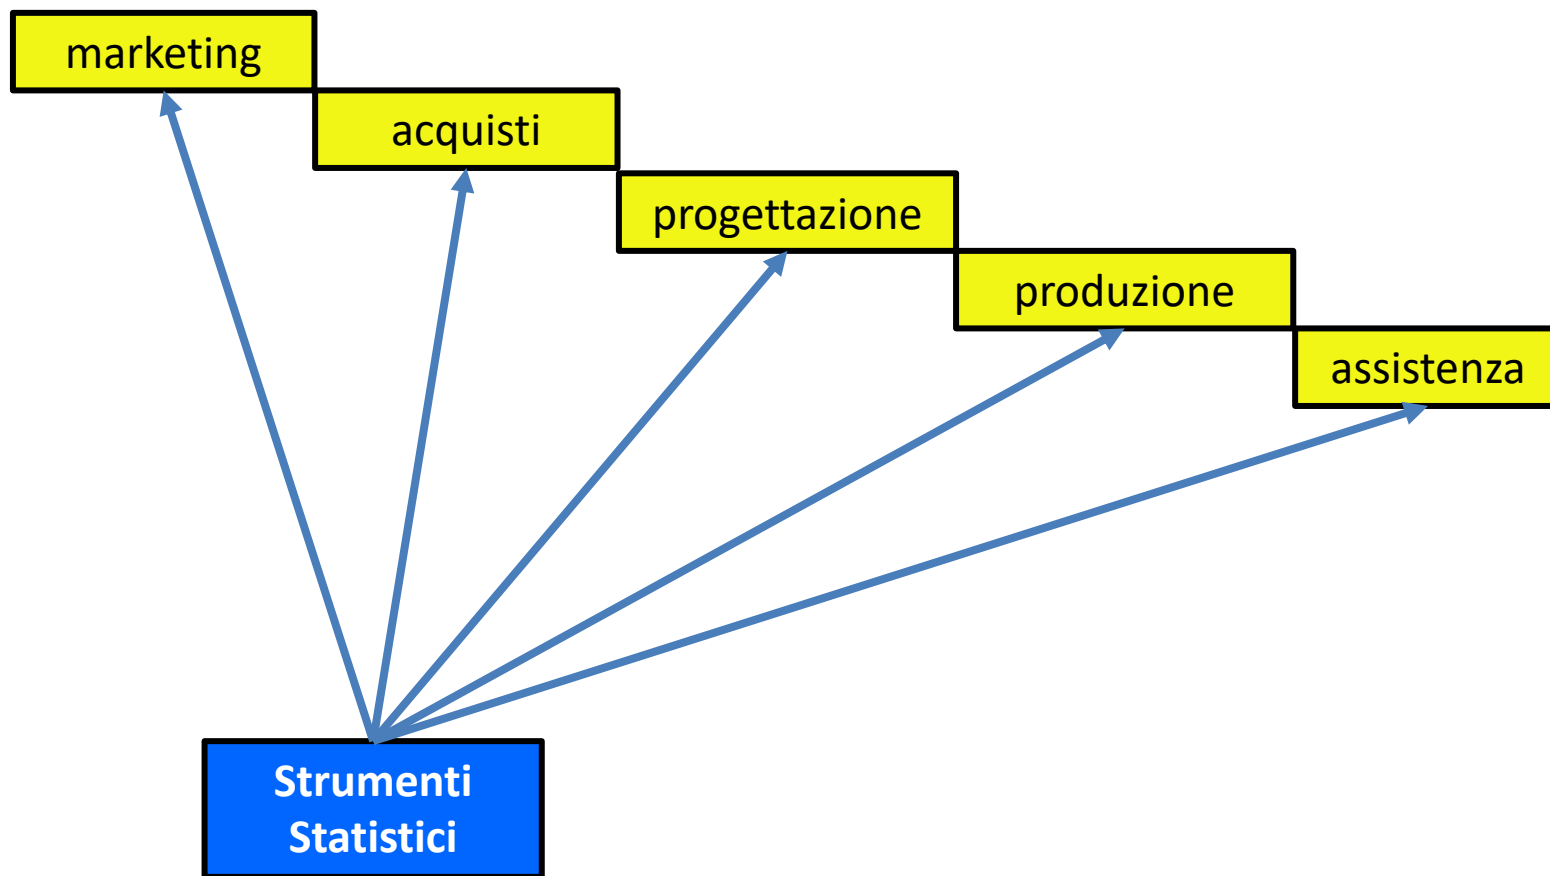 marketing
acquisti
progettazione
produzione
assistenza
Strumenti
Statistici